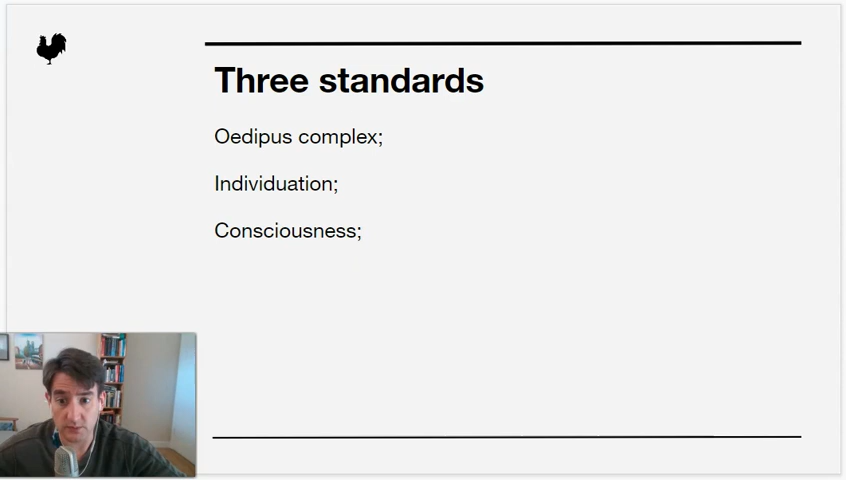 Three standards
Oedipus complex;
Individuation;
Consciousness;